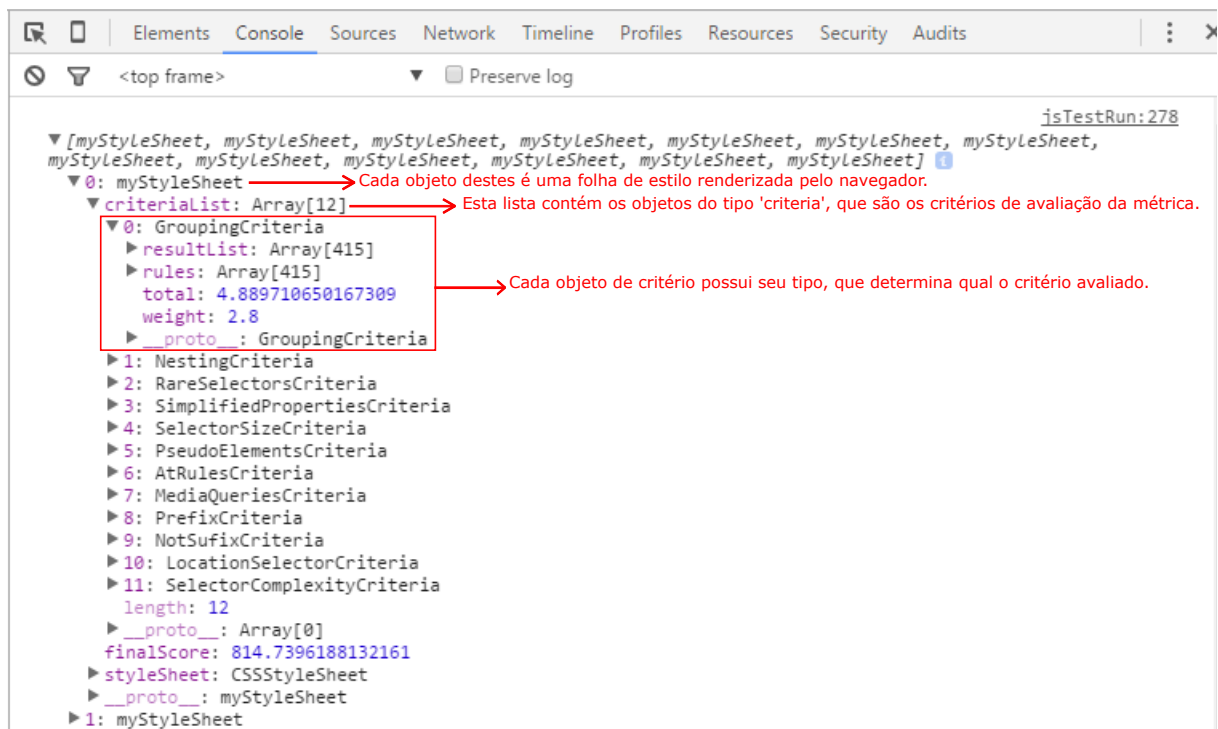 Elements Console Sources Network Timeline Profiles Resources Security Audits
<top frame> ▼ Preserve log
jsTestRun:278
▼[myStyleSheet, myStyleSheet, myStyleSheet, myStyleSheet, myStyleSheet, myStyleSheet, myStyleSheet,
myStyleSheet, myStyleSheet, myStyleSheet, myStyleSheet, myStyleSheet, myStyleSheet]
▼0: myStyleSheet Cada objeto destes é uma folha de estilo renderizada pelo navegador.
▼criteriaList: Array[12] Esta lista contém os objetos do tipo 'criteria', que são os critérios de avaliação da métrica.
▼0: GroupingCriteria
▶resultList: Array[415]
▶rules: Array[415]
total: 4.889710650167309 Cada objeto de critério possui seu tipo, que determina qual o critério avaliado.
weight: 2.8
▶__proto__: GroupingCriteria
▶1: NestingCriteria
▶2: RareSelectorsCriteria
▶3: SimplifiedPropertiesCriteria
▶4: SelectorSizeCriteria
▶5: PseudoElementsCriteria
▶6: AtRulesCriteria
▶7: MediaQueriesCriteria
▶8: PrefixCriteria
▶9: NotSufixCriteria
▶10: LocationSelectorCriteria
▶11: SelectorComplexityCriteria
length: 12
▶__proto__: Array[0]
finalScore: 814.7396188132161
▶styleSheet: CSSStyleSheet
▶__proto__: myStyleSheet
▶1: myStyleSheet